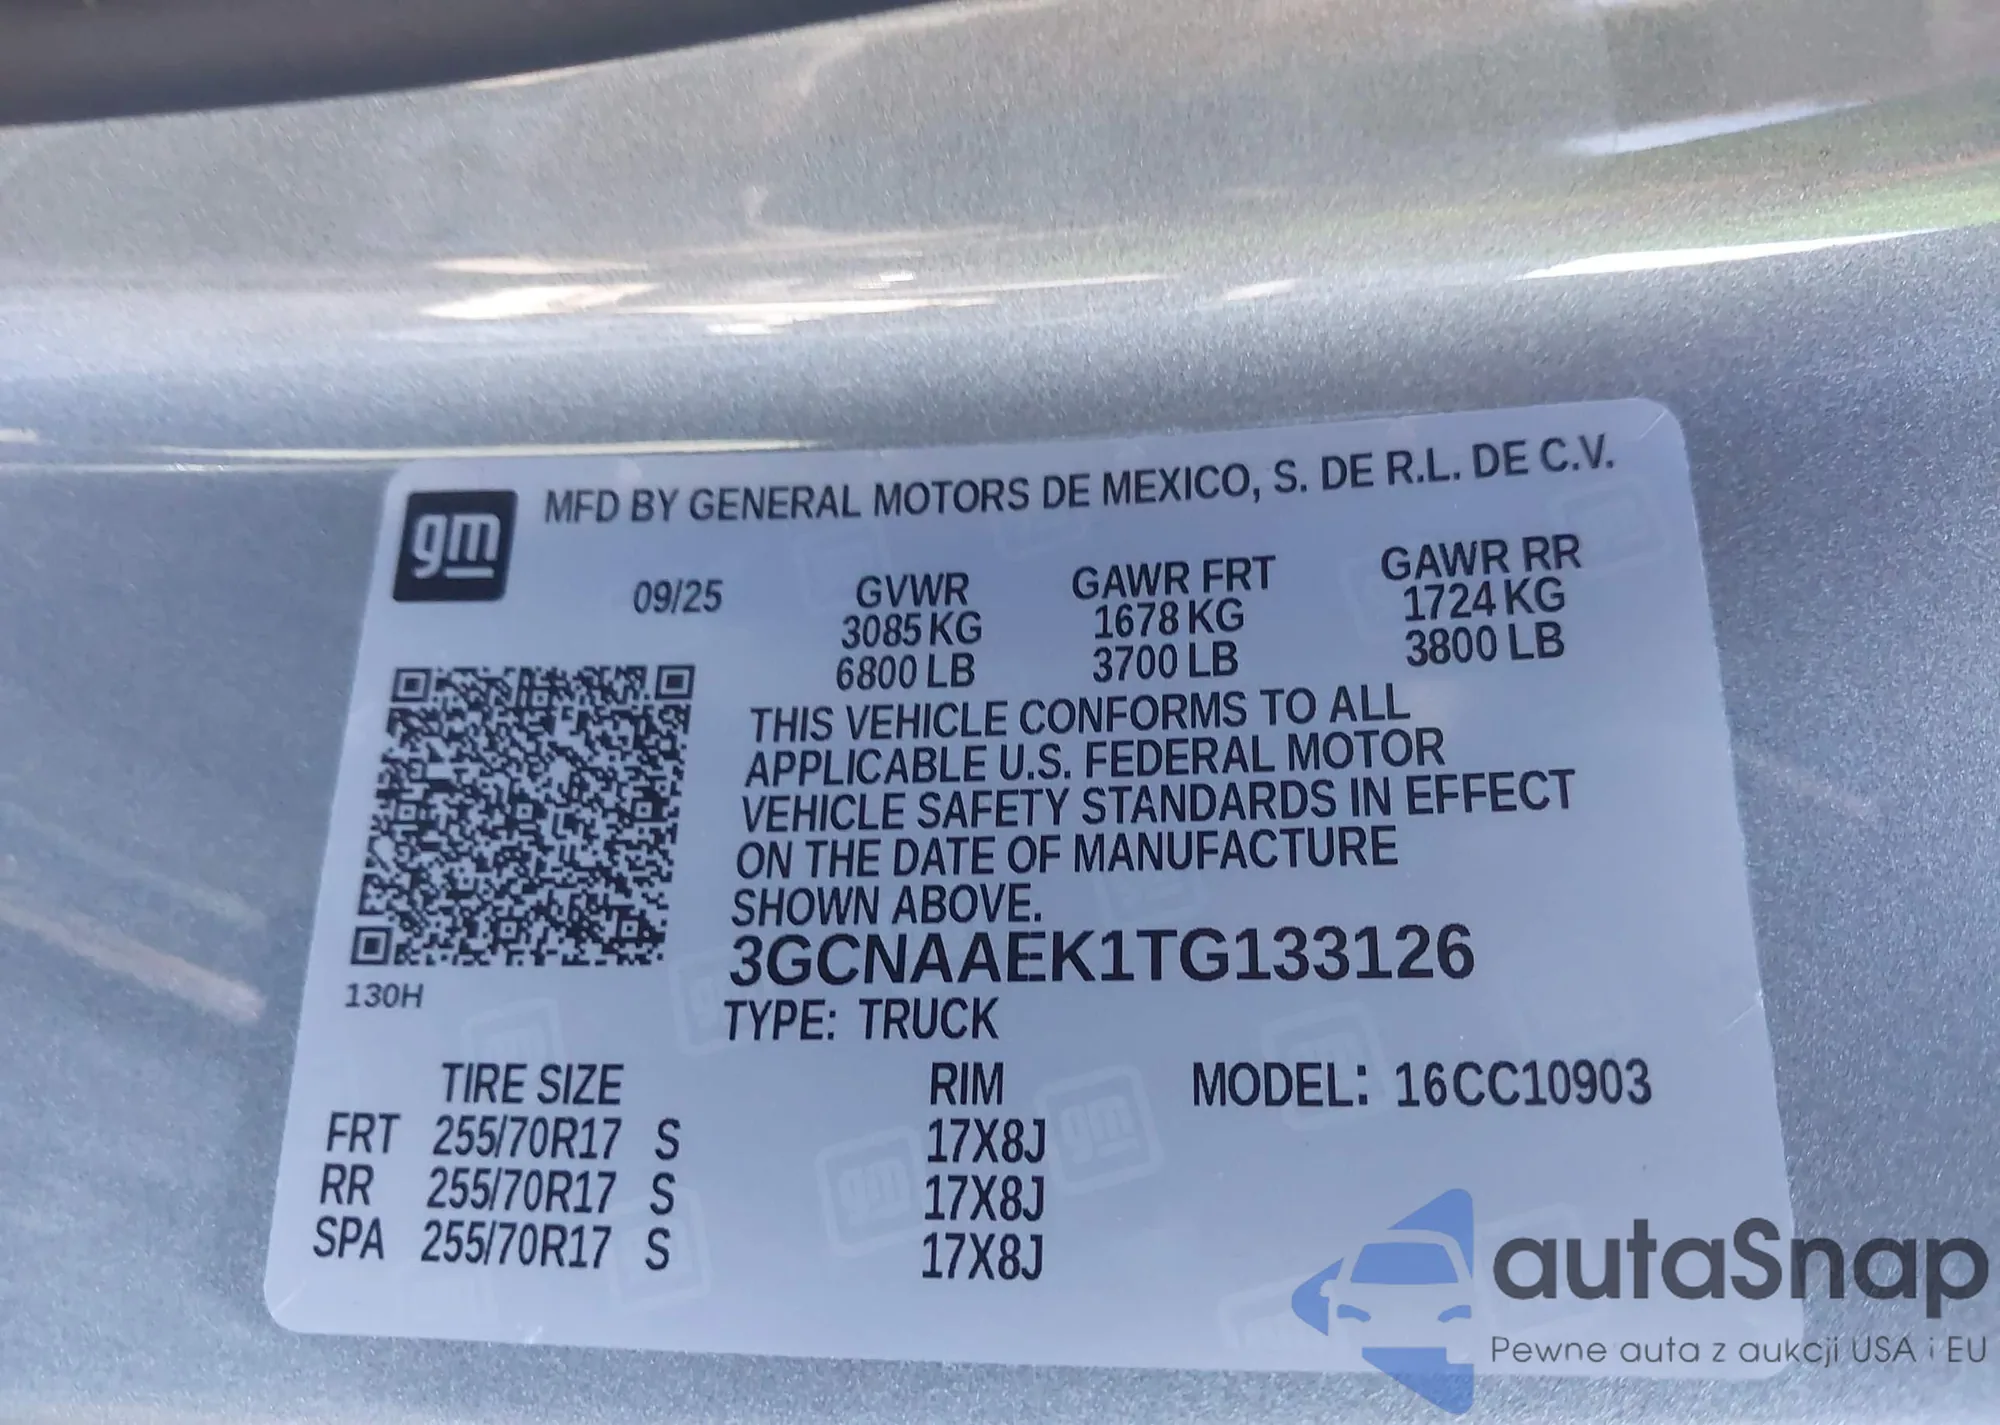 gm
MFD BY GENERAL MOTORS DE MEXICO, S. DE R.L. DE C.V.
09/25 GVWR GAWR FRT GAWR RR
3085 KG 1678 KG 1724 KG
6800 LB 3700 LB 3800 LB
THIS VEHICLE CONFORMS TO ALL
APPLICABLE U.S. FEDERAL MOTOR
VEHICLE SAFETY STANDARDS IN EFFECT
ON THE DATE OF MANUFACTURE
SHOWN ABOVE.
3GCNAAEK1TG133126
130H
TYPE: TRUCK
TIRE SIZE RIM MODEL: 16CC10903
FRT 255/70R17 S 17X8J
RR 255/70R17 S 17X8J
SPA 255/70R17 S 17X8J
autaSnap
Pewne auta z aukcji USA i EU